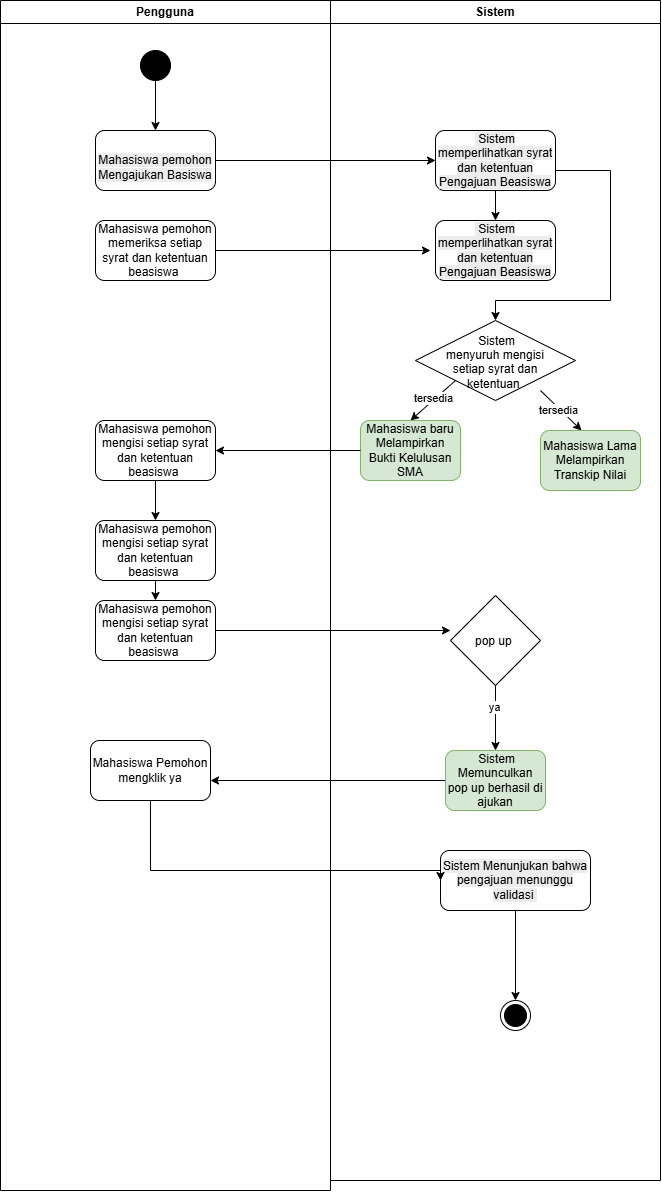 Pengguna
Sistem
Mahasiswa pemohon
Mengajukan Basiswa
Sistem
memperlihatkan syrat
dan ketentuan
Pengajuan Beasiswa
Mahasiswa pemohon
memeriksa setiap
syrat dan ketentuan
beasiswa
Sistem
memperlihatkan syrat
dan ketentuan
Pengajuan Beasiswa
Sistem
menyuruh mengisi
setiap syrat dan
ketentuan
tersedia
tersedia
Mahasiswa pemohon
mengisi setiap syrat
dan ketentuan
beasiswa
Mahasiswa baru
Melampirkan
Bukti Kelulusan
SMA
Mahasiswa Lama
Melampirkan
Transkip Nilai
Mahasiswa pemohon
mengisi setiap syrat
dan ketentuan
beasiswa
Mahasiswa pemohon
mengisi setiap syrat
dan ketentuan
beasiswa
pop up
ya
Mahasiswa Pemohon
mengklik ya
Sistem
Memunculkan
pop up berhasil di
ajukan
Sistem Menunjukan bahwa
pengajuan menunggu
validasi